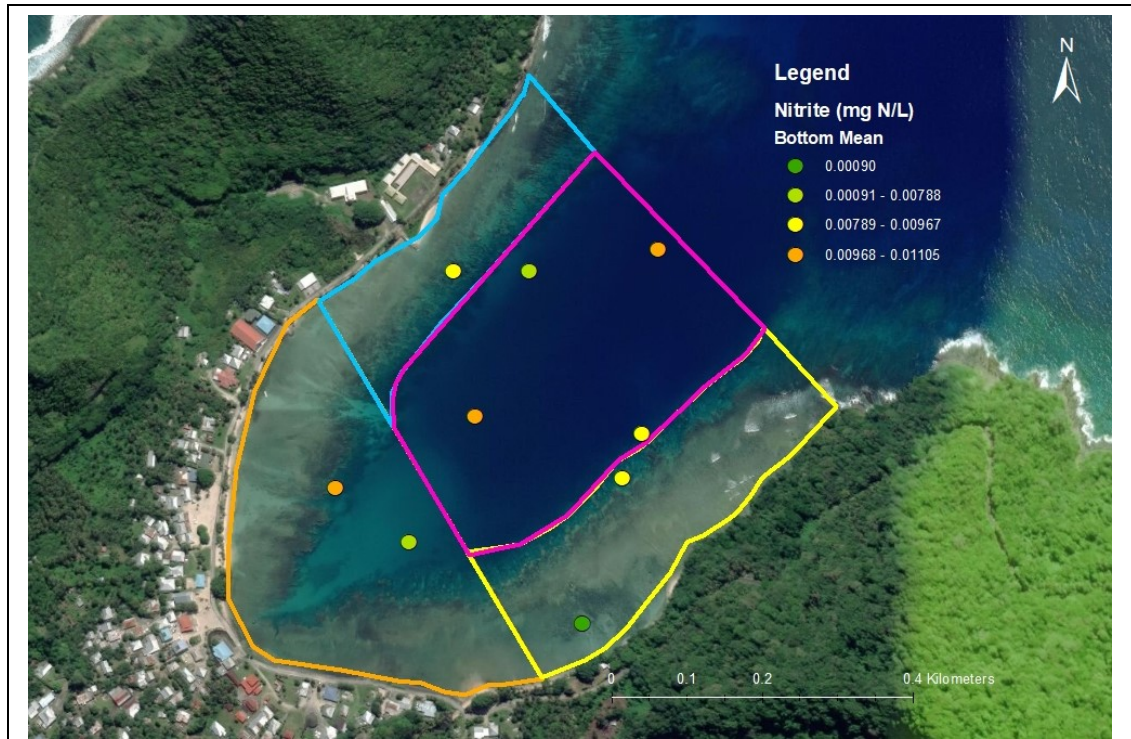 N
Legend
Nitrite (mg N/L)
Bottom Mean
0.00090
0.00091 - 0.00788
0.00789 - 0.00967
0.00968 - 0.01105
0 0.1 0.2 0.4 Kilometers